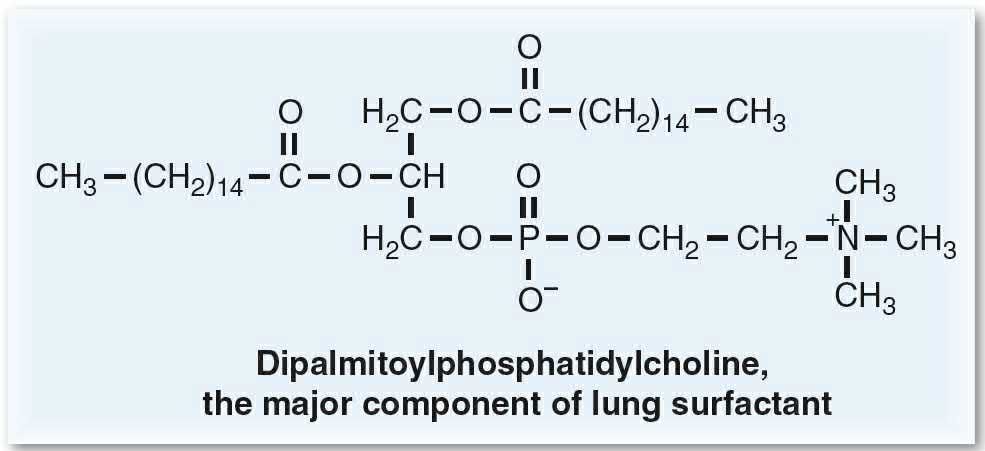 O
O H₂C–O–C–(CH₂)₁₄–CH₃
CH₃–(CH₂)₁₄–C–O–CH O CH₃
H₂C–O–P–O–CH₂–CH₂–N⁺–CH₃
O⁻ CH₃
Dipalmitoylphosphatidylcholine,
the major component of lung surfactant